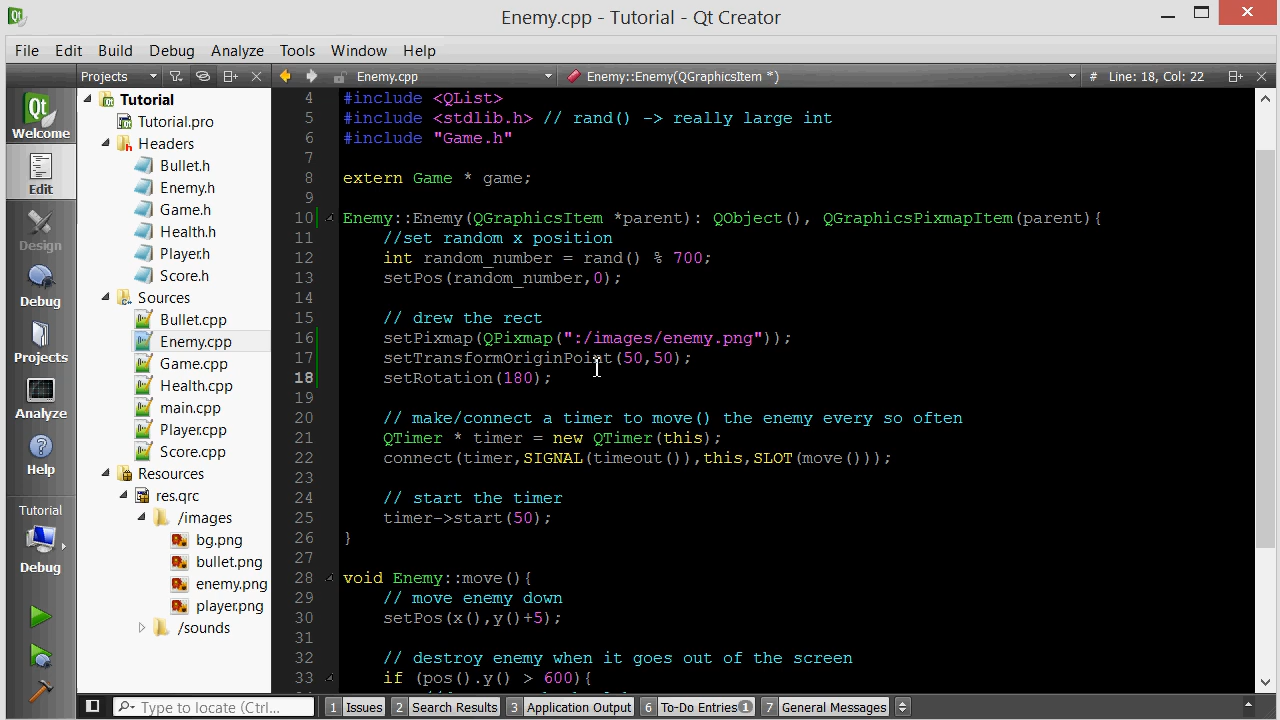 Enemy.cpp - Tutorial - Qt Creator
File Edit Build Debug Analyze Tools Window Help
Projects Enemy.cpp Enemy::Enemy(QGraphicsItem *) # Line: 18, Col: 22
Qt
Welcome
Edit
Design
Debug
Projects
Analyze
Help
Tutorial
Debug
Tutorial
Tutorial.pro
Headers
Bullet.h
Enemy.h
Game.h
Health.h
Player.h
Score.h
Sources
Bullet.cpp
Enemy.cpp
Game.cpp
Health.cpp
main.cpp
Player.cpp
Score.cpp
Resources
res.qrc
/images
bg.png
bullet.png
enemy.png
player.png
/sounds
4 #include <QList>
5 #include <stdlib.h> // rand() -> really large int
6 #include "Game.h"
7
8 extern Game * game;
9
10 Enemy::Enemy(QGraphicsItem *parent): QObject(), QGraphicsPixmapItem(parent){
11 //set random x position
12 int random_number = rand() % 700;
13 setPos(random_number,0);
14
15 // drew the rect
16 setPixmap(QPixmap(":/images/enemy.png"));
17 setTransformOriginPoint(50,50);
18 setRotation(180);
19
20 // make/connect a timer to move() the enemy every so often
21 QTimer * timer = new QTimer(this);
22 connect(timer,SIGNAL(timeout()),this,SLOT(move()));
23
24 // start the timer
25 timer->start(50);
26 }
27
28 void Enemy::move(){
29 // move enemy down
30 setPos(x(),y()+5);
31
32 // destroy enemy when it goes out of the screen
33 if (pos().y() > 600){
Type to locate (Ctrl... 1 Issues 2 Search Results 3 Application Output 6 To-Do Entries 1 7 General Messages